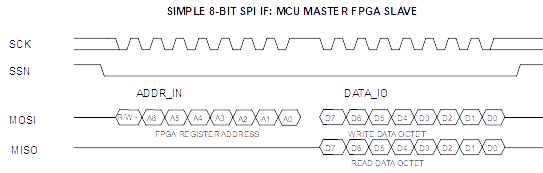 SIMPLE 8-BIT SPI IF: MCU MASTER FPGA SLAVE
SCK
SSN
ADDR_IN DATA_IO
MOSI R/W~ A6 A5 A4 A3 A2 A1 A0 D7 D6 D5 D4 D3 D2 D1 D0
FPGA REGISTER ADDRESS WRITE DATA OCTET
MISO D7 D6 D5 D4 D3 D2 D1 D0
READ DATA OCTET